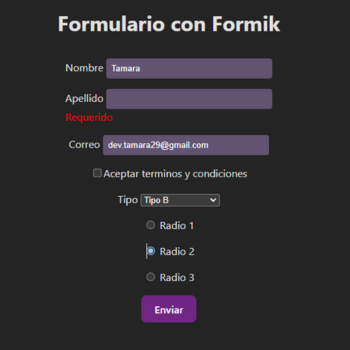 Formulario con Formik
Nombre Tamara
Apellido
Requerido
Correo dev.tamara29@gmail.com
Aceptar terminos y condiciones
Tipo Tipo B
Radio 1
Radio 2
Radio 3
Enviar